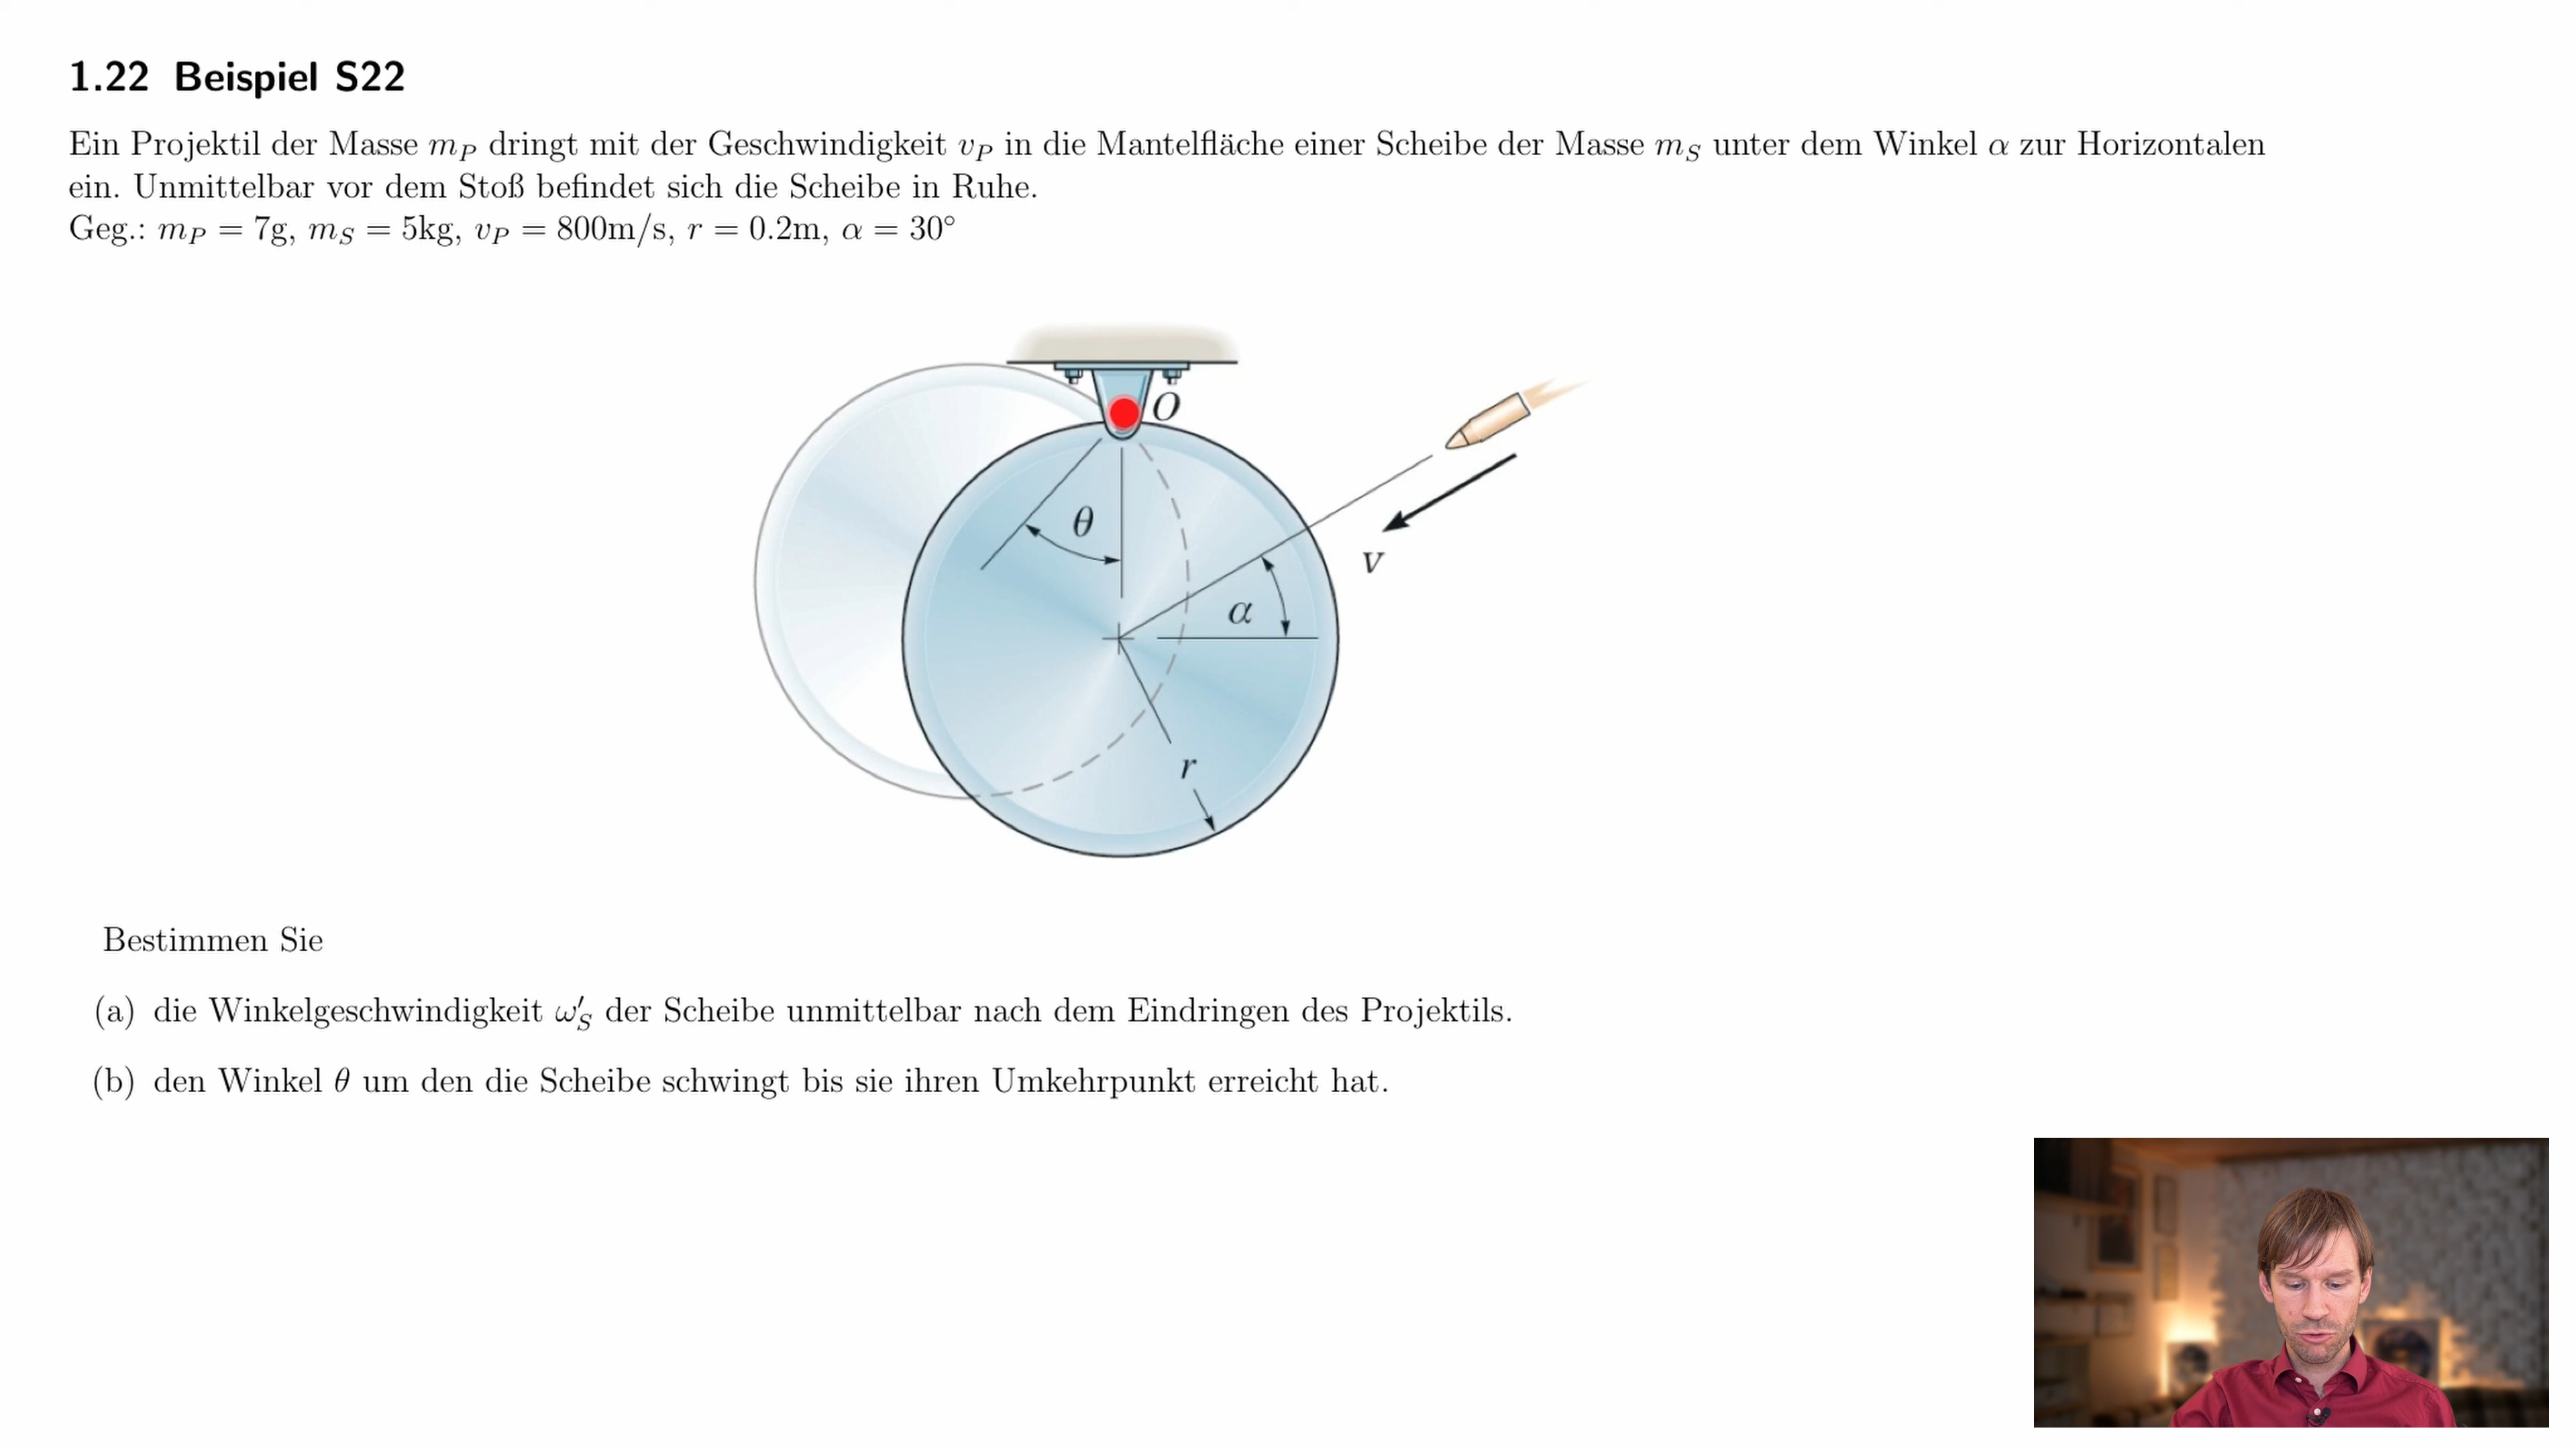 1.22 Beispiel S22
Ein Projektil der Masse m_P dringt mit der Geschwindigkeit v_P in die Mantelfläche einer Scheibe der Masse m_S unter dem Winkel α zur Horizontalen
ein. Unmittelbar vor dem Stoß befindet sich die Scheibe in Ruhe.
Geg.: m_P = 7g, m_S = 5kg, v_P = 800m/s, r = 0.2m, α = 30°
O
θ
v
α
r
Bestimmen Sie
(a) die Winkelgeschwindigkeit ω′_S der Scheibe unmittelbar nach dem Eindringen des Projektils.
(b) den Winkel θ um den die Scheibe schwingt bis sie ihren Umkehrpunkt erreicht hat.